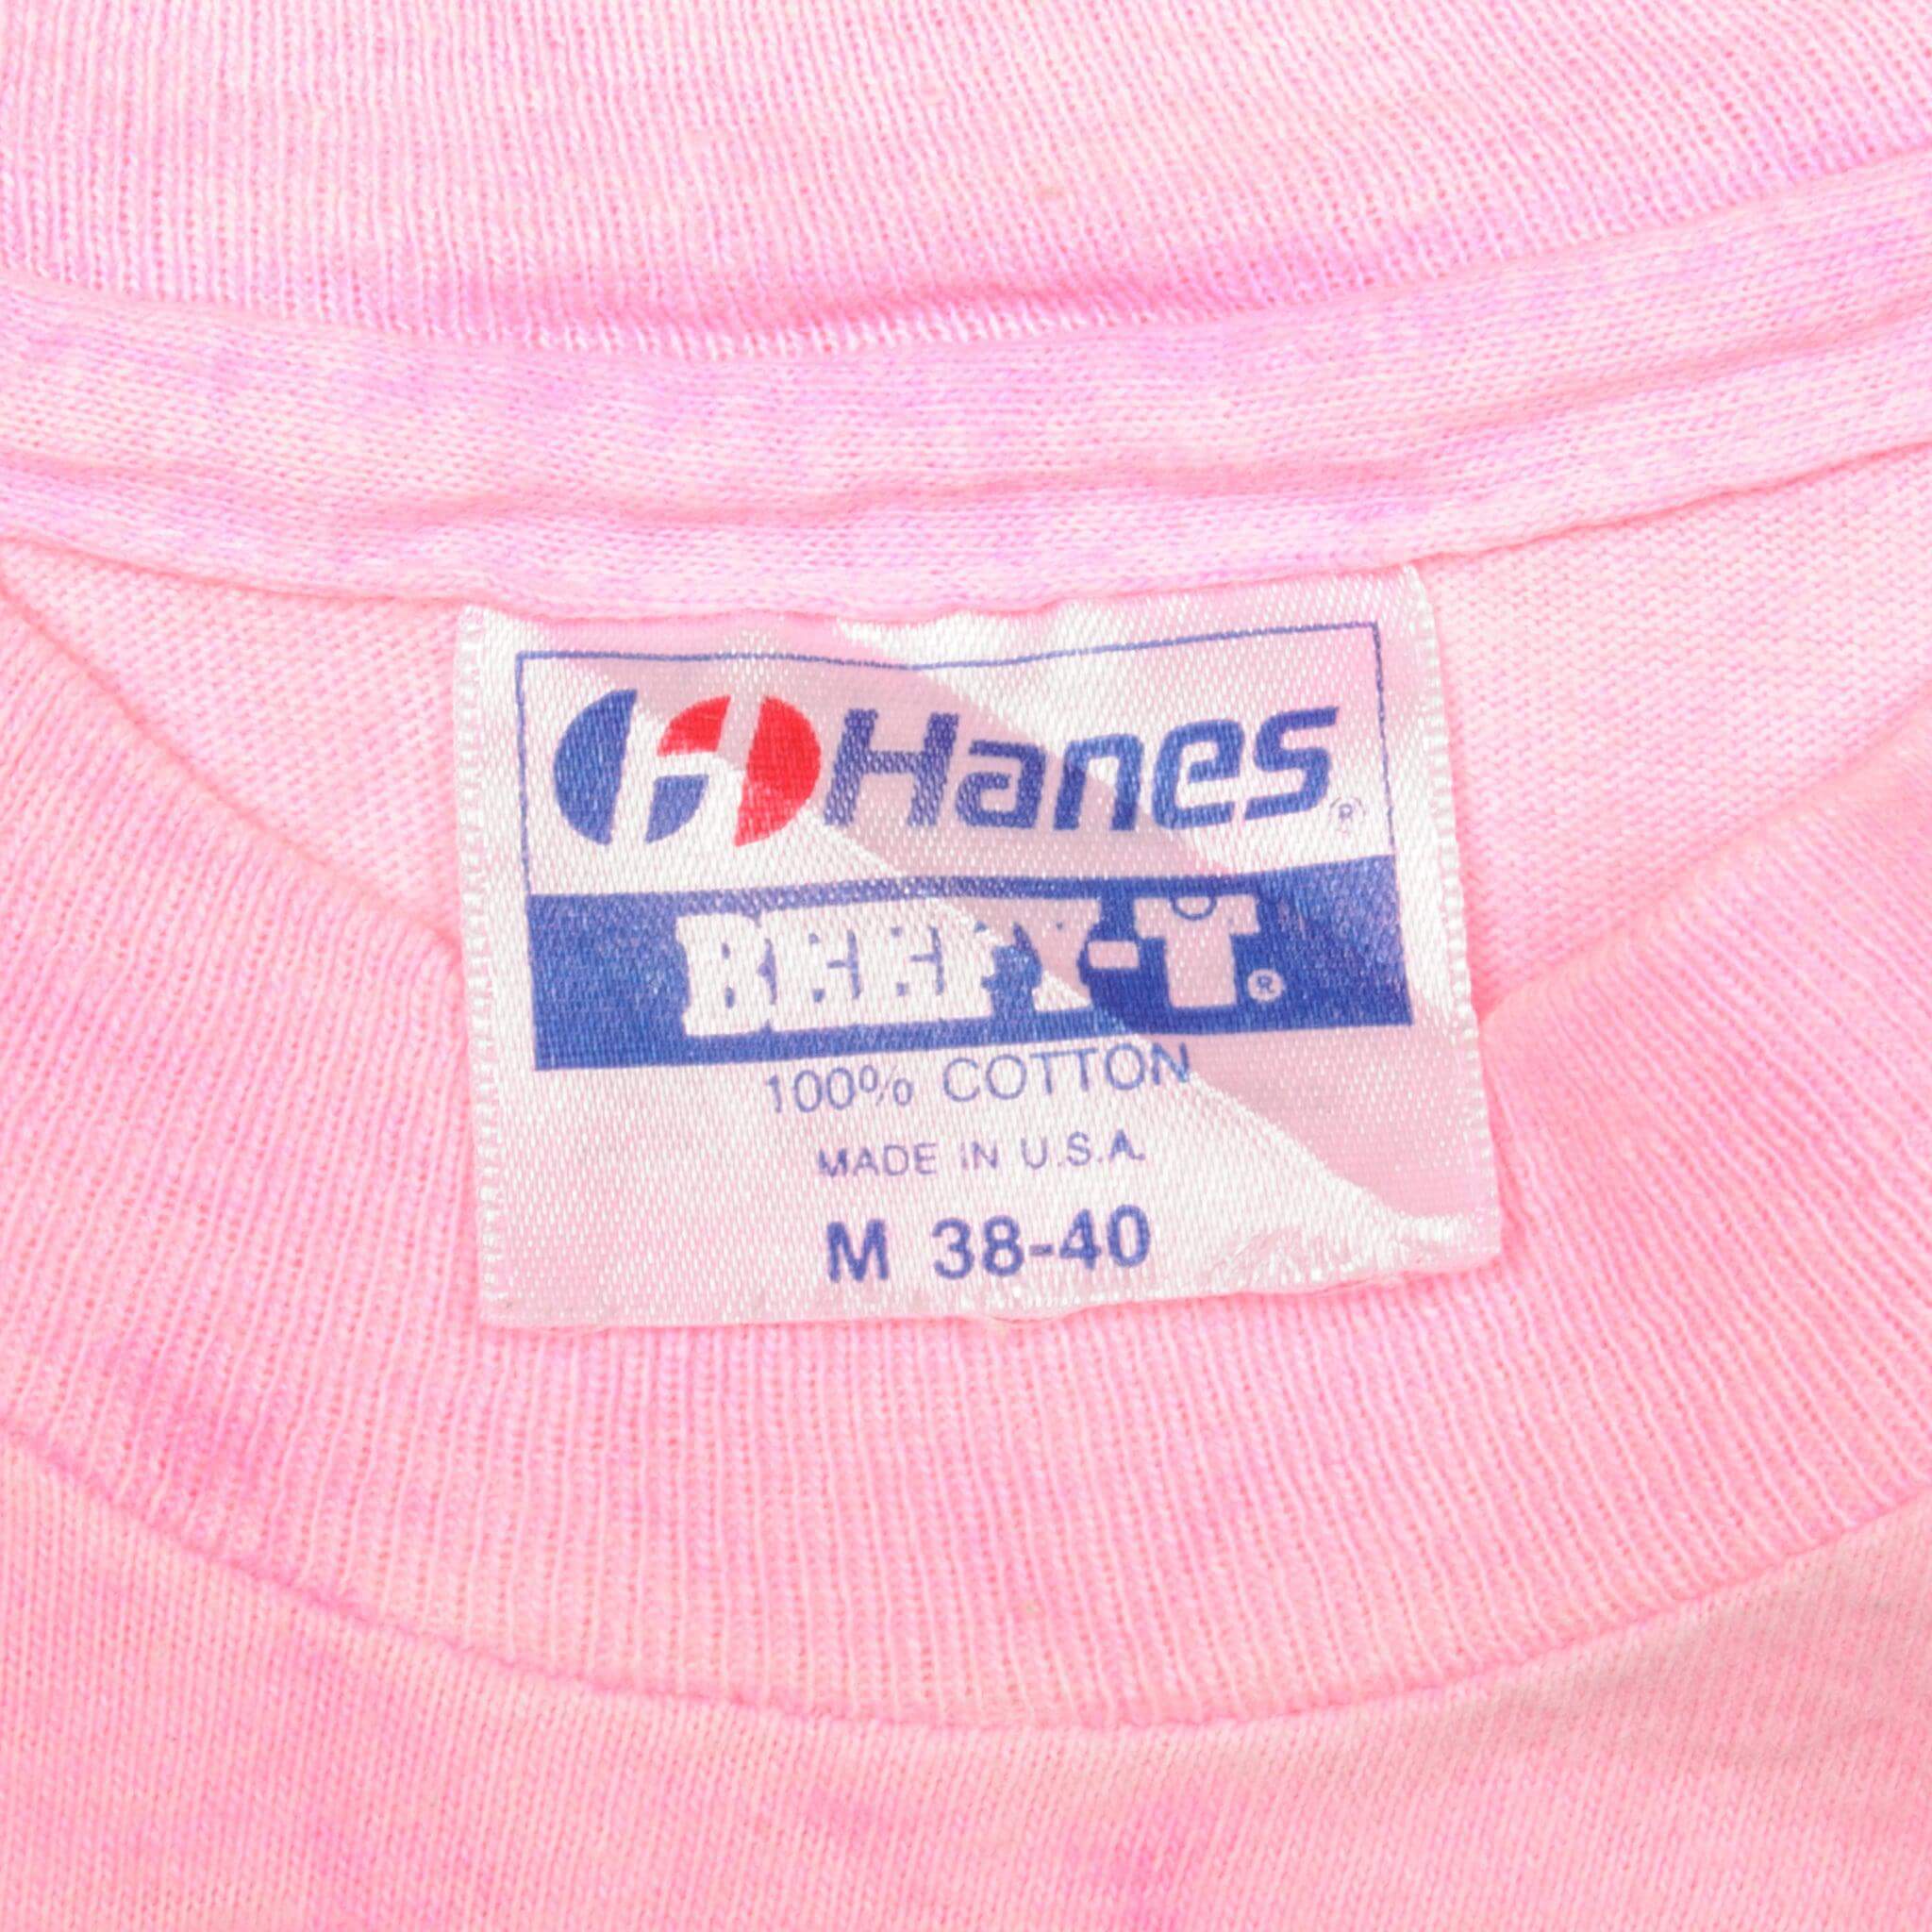 Hanes®
BEEFY-T®
100% COTTON
MADE IN U.S.A.
M 38-40